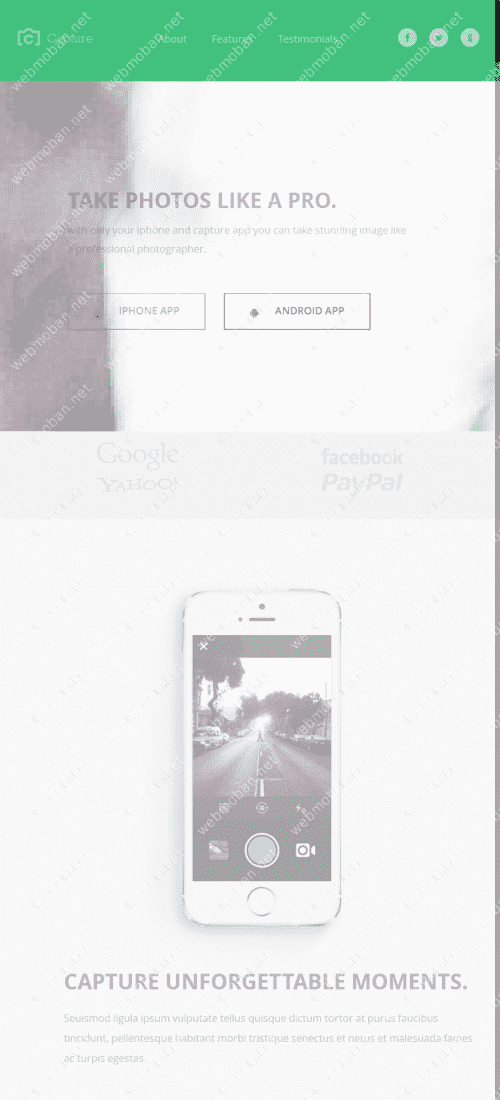 Capture
About Features Testimonials
TAKE PHOTOS LIKE A PRO.
with only your iphone and capture app you can take stunning image like
a professional photographer.
IPHONE APP
ANDROID APP
Google
facebook
YAHOO!
PayPal
CAPTURE UNFORGETTABLE MOMENTS.
Seuismod ligula ipsum vulputate tellus quisque dictum tortor at purus faucibus
tincidunt, pellentesque habitant morbi tristique senectus et netus et malesuada fames
ac turpis egestas.
webmoban.net